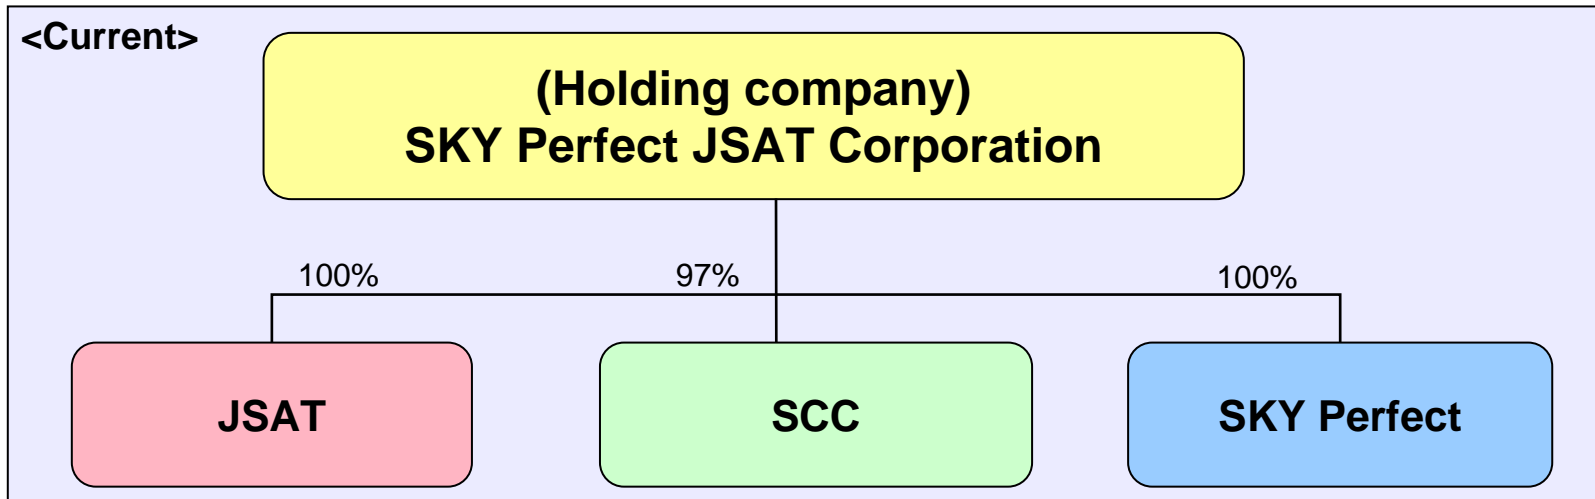 <Current>
(Holding company)
SKY Perfect JSAT Corporation
100%
97%
100%
JSAT
SCC
SKY Perfect